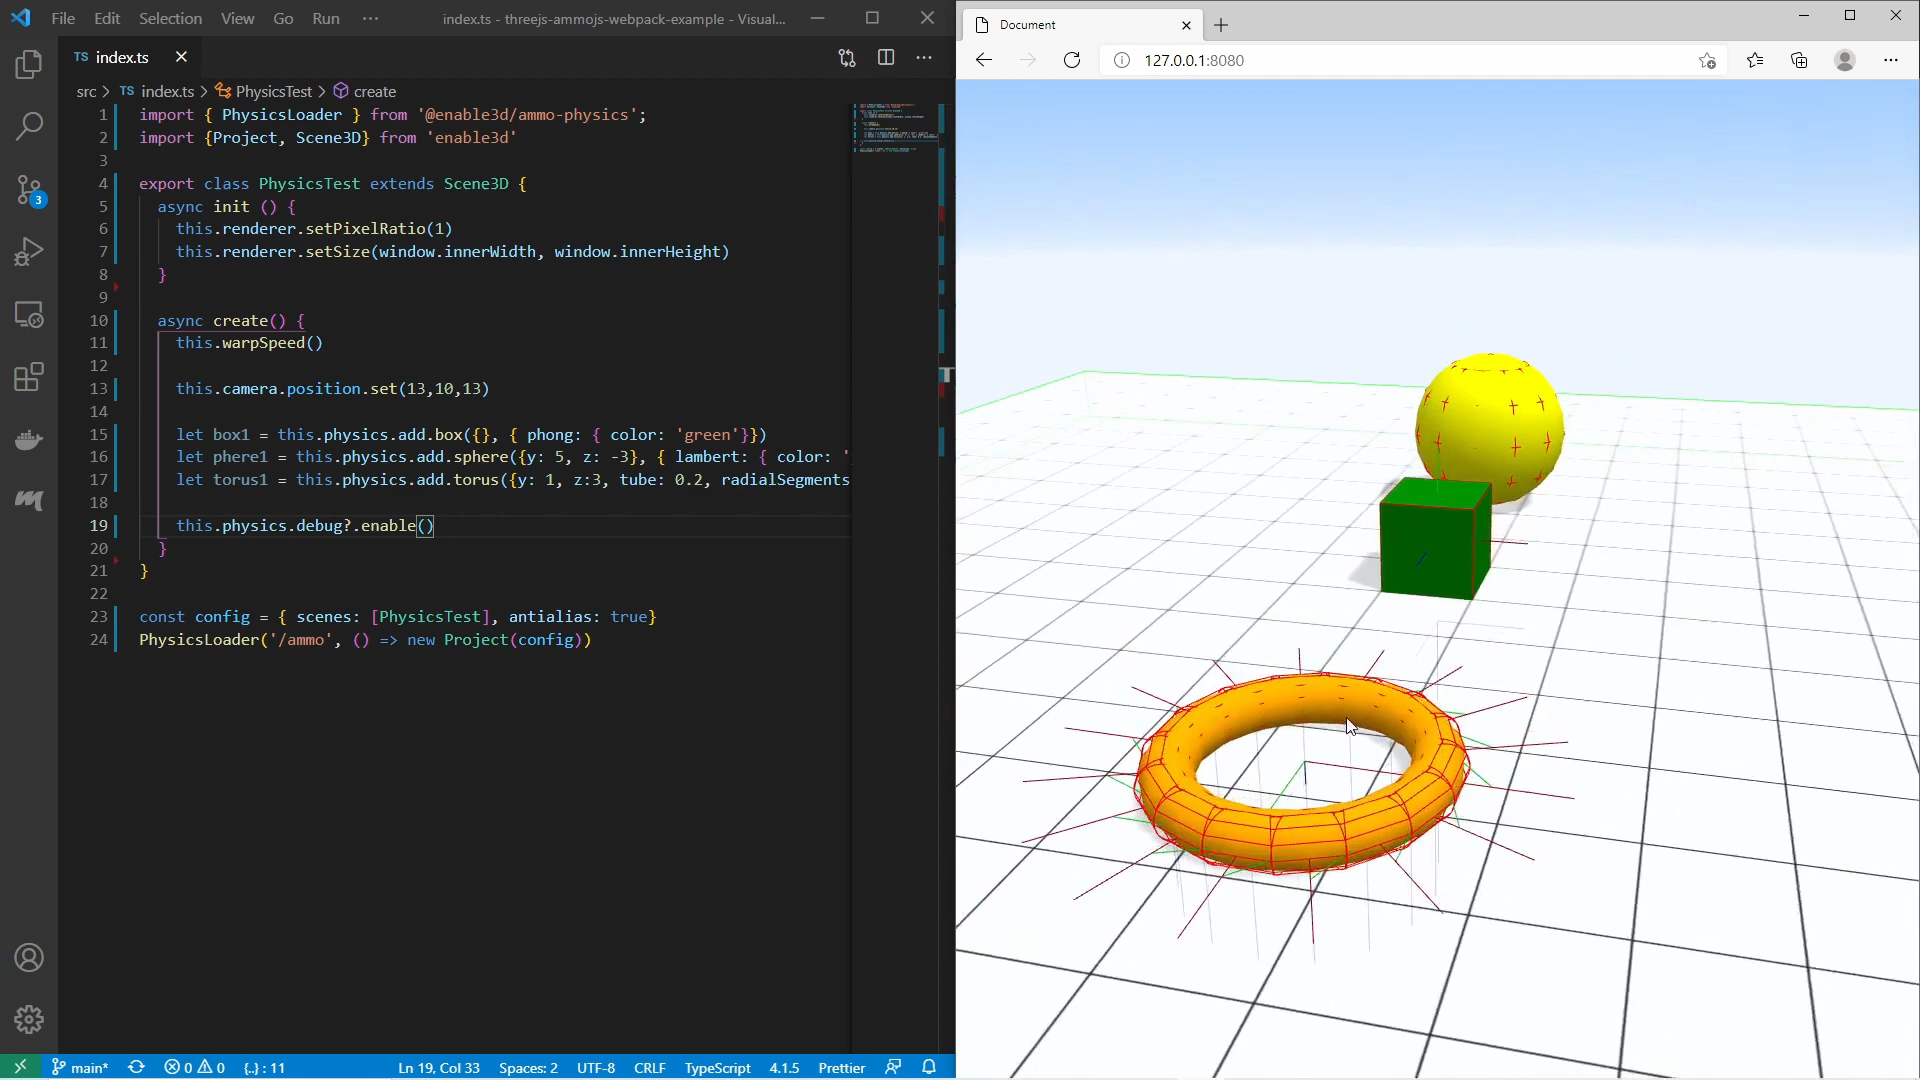 File Edit Selection View Go Run ··· index.ts - threejs-ammojs-webpack-example - Visual...
TS index.ts
src > TS index.ts > PhysicsTest > create
1 import { PhysicsLoader } from '@enable3d/ammo-physics';
2 import {Project, Scene3D} from 'enable3d'
3
4 export class PhysicsTest extends Scene3D {
5 async init () {
6 this.renderer.setPixelRatio(1)
7 this.renderer.setSize(window.innerWidth, window.innerHeight)
8 }
9
10 async create() {
11 this.warpSpeed()
12
13 this.camera.position.set(13,10,13)
14
15 let box1 = this.physics.add.box({}, { phong: { color: 'green'}})
16 let phere1 = this.physics.add.sphere({y: 5, z: -3}, { lambert: { color: '
17 let torus1 = this.physics.add.torus({y: 1, z:3, tube: 0.2, radialSegments
18
19 this.physics.debug?.enable()
20 }
21 }
22
23 const config = { scenes: [PhysicsTest], antialias: true}
24 PhysicsLoader('/ammo', () => new Project(config))
3
main* 0 0 {..} : 11 Ln 19, Col 33 Spaces: 2 UTF-8 CRLF TypeScript 4.1.5 Prettier
Document
127.0.0.1:8080